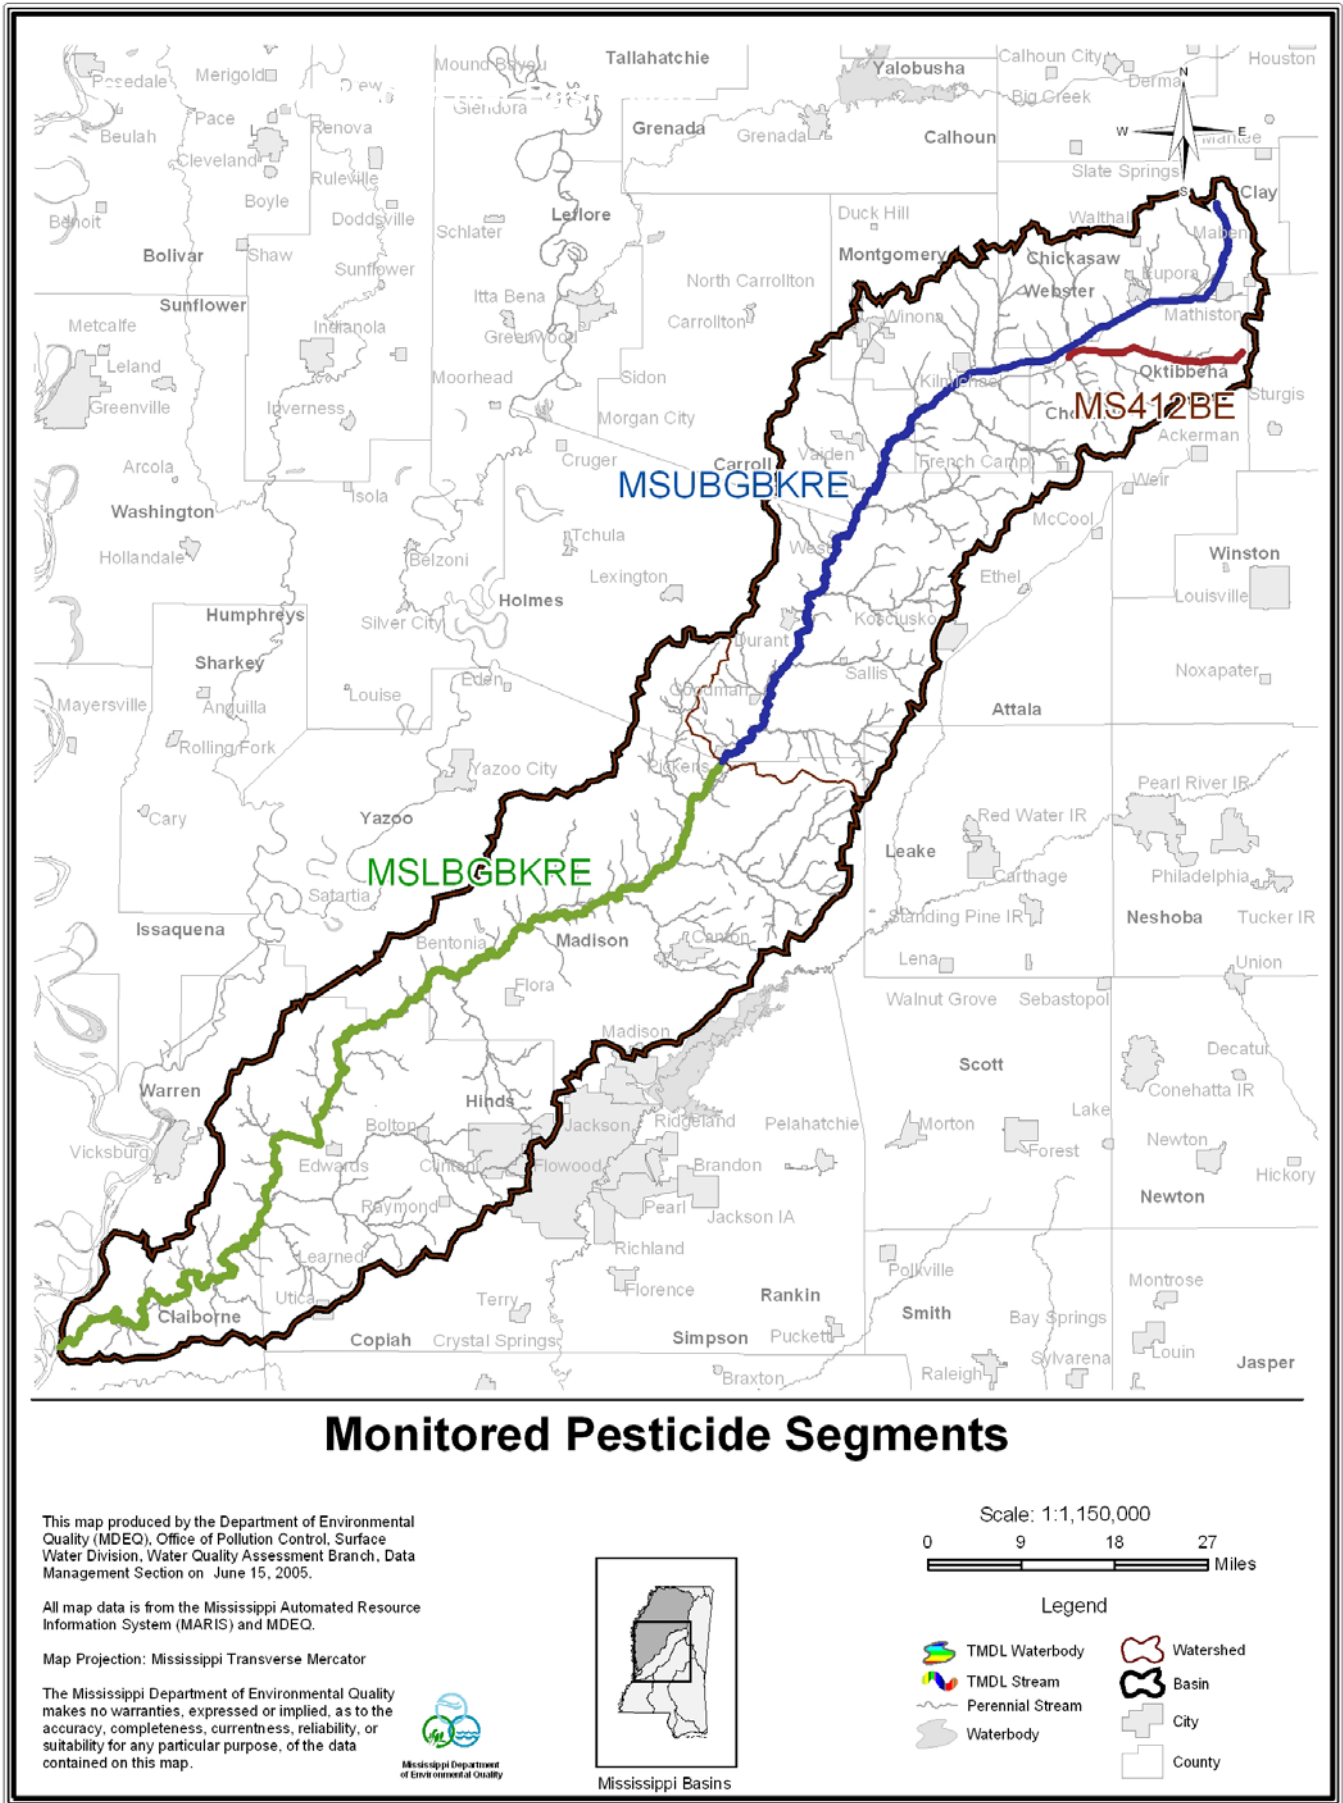 Tallahatchie
Calhoun City
Houston
Mound Bayou
Yalobusha
Rosedale
Merigold
Drew
Derma
Big Creek
Glendora
Pace
Renova
Grenada
Grenada
Calhoun
N
W
E
S
Mantee
Beulah
Cleveland
Ruleville
Slate Springs
Boyle
Doddsville
Leflore
Duck Hill
Walthall
Clay
Benoit
Schlater
Maben
Bolivar
Shaw
Montgomery
Chickasaw
Sunflower
Eupora
Sunflower
Itta Bena
North Carrollton
Webster
Metcalfe
Indianola
Carrollton
Winona
Mathiston
Greenwood
Leland
Moorhead
Sidon
Kilmichael
Oktibbeha
Greenville
Inverness
Morgan City
MS412BE
Sturgis
Cruger
Carroll
Vaiden
French Camp
Ackerman
Arcola
MSUBGBKRE
Weir
Isola
Washington
McCool
Tchula
West
Hollandale
Belzoni
Winston
Lexington
Ethel
Holmes
Louisville
Humphreys
Silver City
Kosciusko
Durant
Sharkey
Sallis
Noxapater
Eden
Goodman
Mayersville
Anguilla
Louise
Attala
Rolling Fork
Yazoo City
Pickens
Pearl River IR
Cary
Yazoo
Red Water IR
Leake
MSLBGBKRE
Carthage
Philadelphia
Satartia
Issaquena
Standing Pine IR
Neshoba
Tucker IR
Bentonia
Madison
Canton
Lena
Union
Flora
Walnut Grove
Sebastopol
Madison
Decatur
Scott
Warren
Conehatta IR
Hinds
Lake
Bolton
Jackson
Ridgeland
Pelahatchie
Morton
Newton
Vicksburg
Edwards
Clinton
Flowood
Brandon
Forest
Hickory
Raymond
Pearl
Jackson IA
Newton
Learned
Richland
Polkville
Montrose
Utica
Florence
Terry
Rankin
Smith
Bay Springs
Claiborne
Copiah
Crystal Springs
Simpson
Puckett
Louin
Sylvarena
Jasper
Braxton
Raleigh
Monitored Pesticide Segments
This map produced by the Department of Environmental
Quality (MDEQ), Office of Pollution Control, Surface
Water Division, Water Quality Assessment Branch, Data
Management Section on June 15, 2005.
All map data is from the Mississippi Automated Resource
Information System (MARIS) and MDEQ.
Map Projection: Mississippi Transverse Mercator
The Mississippi Department of Environmental Quality
makes no warranties, expressed or implied, as to the
accuracy, completeness, currentness, reliability, or
suitability for any particular purpose, of the data
contained on this map.
Mississippi Department
of Environmental Quality
Mississippi Basins
Scale: 1:1,150,000
0 9 18 27
Miles
Legend
TMDL Waterbody
TMDL Stream
Perennial Stream
Waterbody
Watershed
Basin
City
County